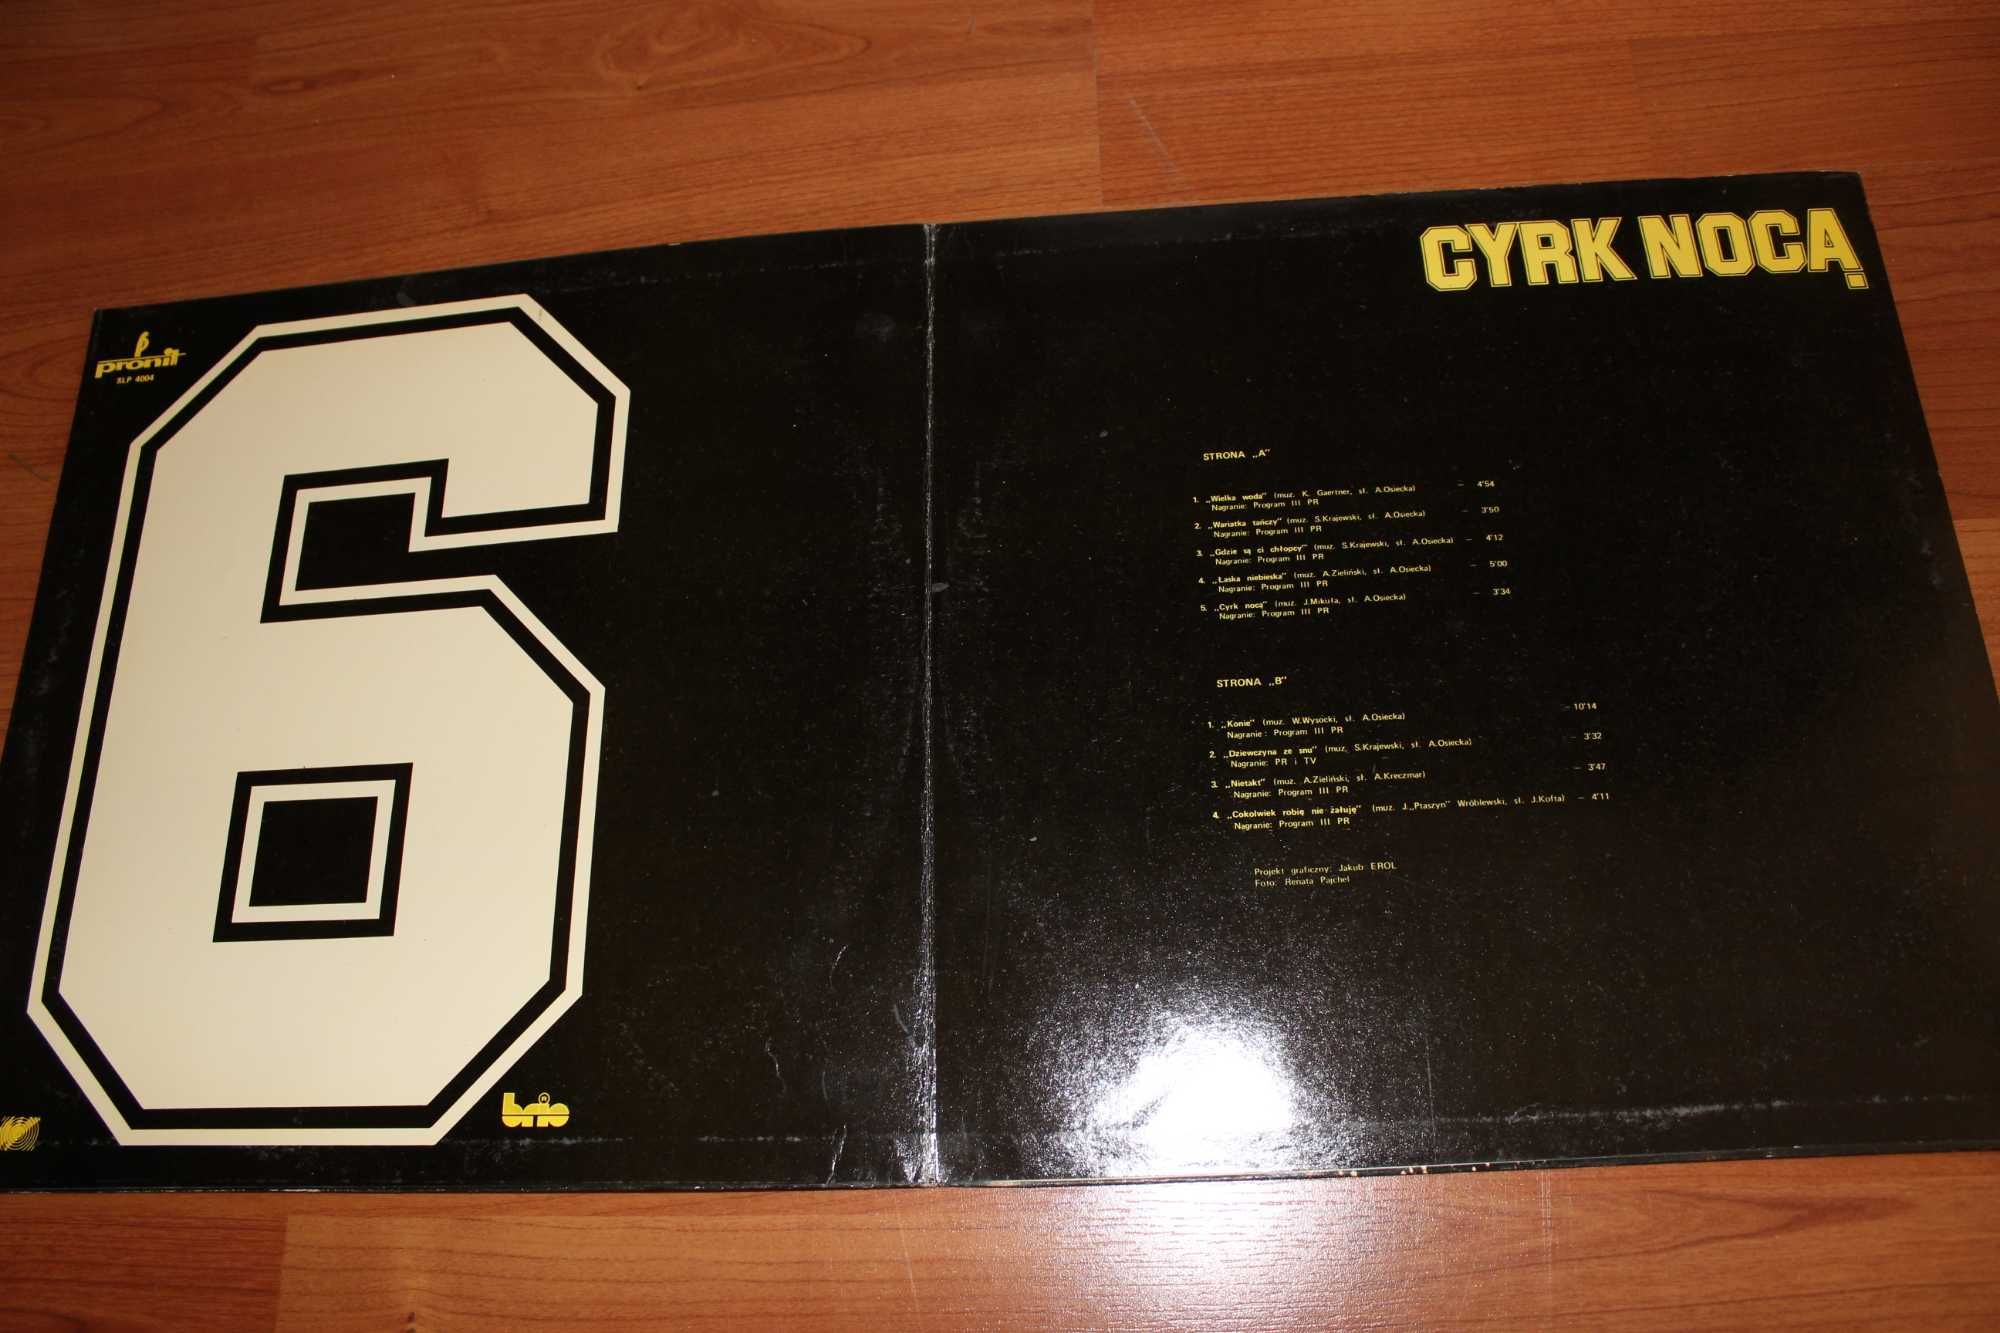 pronit
SLP 4004
6
brio
CYRK NOCĄ
STRONA „A”
1. „Wielka woda” (muz. K. Gaertner, sł. A.Osiecka) — 4'54
Nagranie: Program III PR
2. „Wariatka tańczy” (muz. S.Krajewski, sł. A.Osiecka) — 3'50
Nagranie: Program III PR
3. „Gdzie są ci chłopcy” (muz. S.Krajewski, sł. A.Osiecka) — 4'12
Nagranie: Program III PR
4. „Łaska niebieska” (muz. A.Zieliński, sł. A.Osiecka) — 5'00
Nagranie: Program III PR
5. „Cyrk nocą” (muz. J.Mikuła, sł. A.Osiecka) — 3'34
Nagranie: Program III PR
STRONA „B”
1. „Konie” (muz. W.Wysocki, sł. A.Osiecka) — 10'14
Nagranie: Program III PR
2. „Dziewczyna ze snu” (muz. S.Krajewski, sł. A.Osiecka) — 3'32
Nagranie: PR i TV
3. „Nietakt” (muz. A.Zieliński, sł. A.Kreczmar) — 3'47
Nagranie: Program III PR
4. „Cokolwiek robię nie żałuję” (muz. J.„Ptaszyn” Wróblewski, sł. J.Kofta) — 4'11
Nagranie: Program III PR
Projekt graficzny: Jakub EROL
Foto: Renata Pajchel